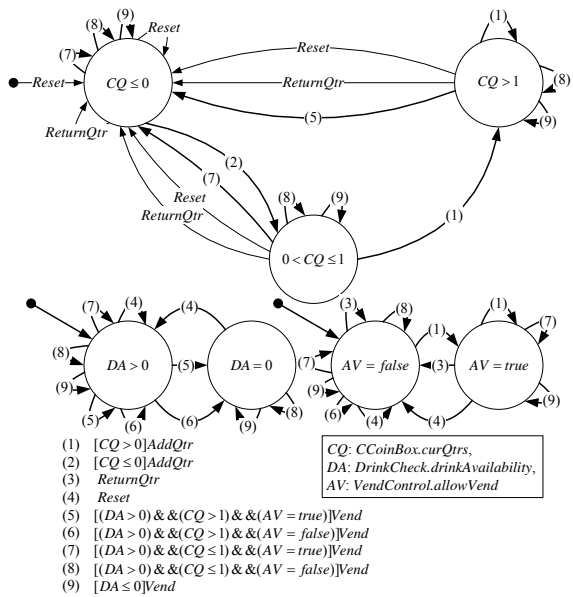 (9)
(8)
Reset
Reset
(7)
(1)
Reset
CQ ≤ 0
ReturnQtr
CQ > 1
(8)
(9)
ReturnQtr
(5)
(2)
(7)
Reset
ReturnQtr
(8)
(9)
(1)
0 < CQ ≤ 1
(7)
(4)
(4)
(3)
(8)
(1)
(1)
(7)
(8)
DA > 0
(5)
DA = 0
(7)
AV = false
(3)
AV = true
(9)
(5)
(6)
(6)
(9)
(8)
(9)
(6)
(4)
(4)
(9)
(1) [CQ > 0]AddQtr
(2) [CQ ≤ 0]AddQtr
(3) ReturnQtr
(4) Reset
(5) [(DA > 0) & &(CQ > 1) & &(AV = true)]Vend
(6) [(DA > 0) & &(CQ > 1) & &(AV = false)]Vend
(7) [(DA > 0) & &(CQ ≤ 1) & &(AV = true)]Vend
(8) [(DA > 0) & &(CQ ≤ 1) & &(AV = false)]Vend
(9) [DA ≤ 0]Vend
CQ: CCoinBox.curQtrs,
DA: DrinkCheck.drinkAvailability,
AV: VendControl.allowVend